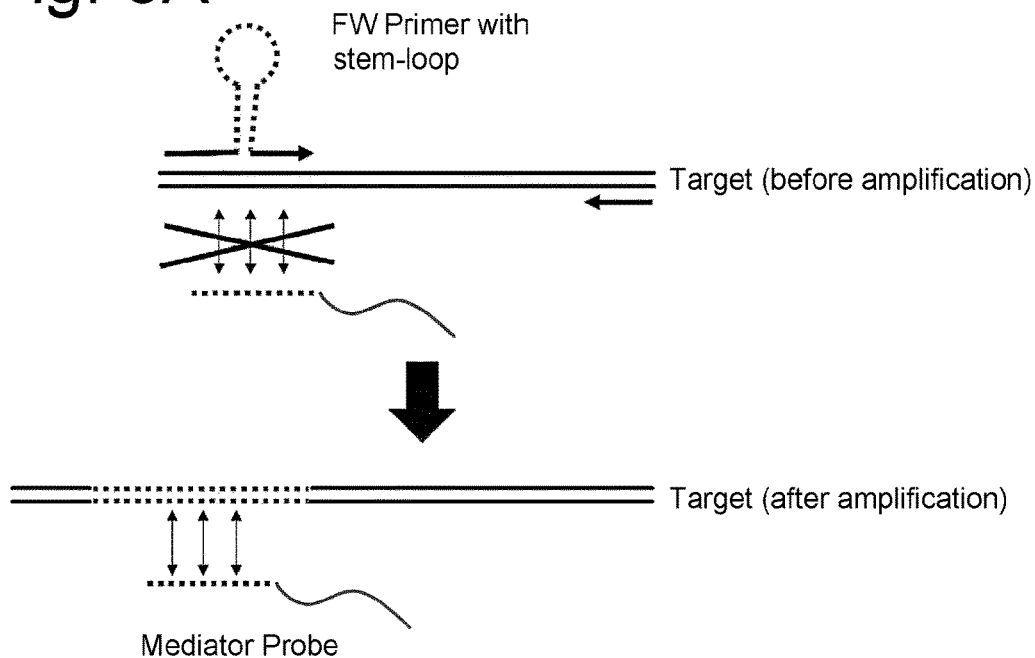 FW Primer with
stem-loop
Target (before amplification)
Target (after amplification)
Mediator Probe